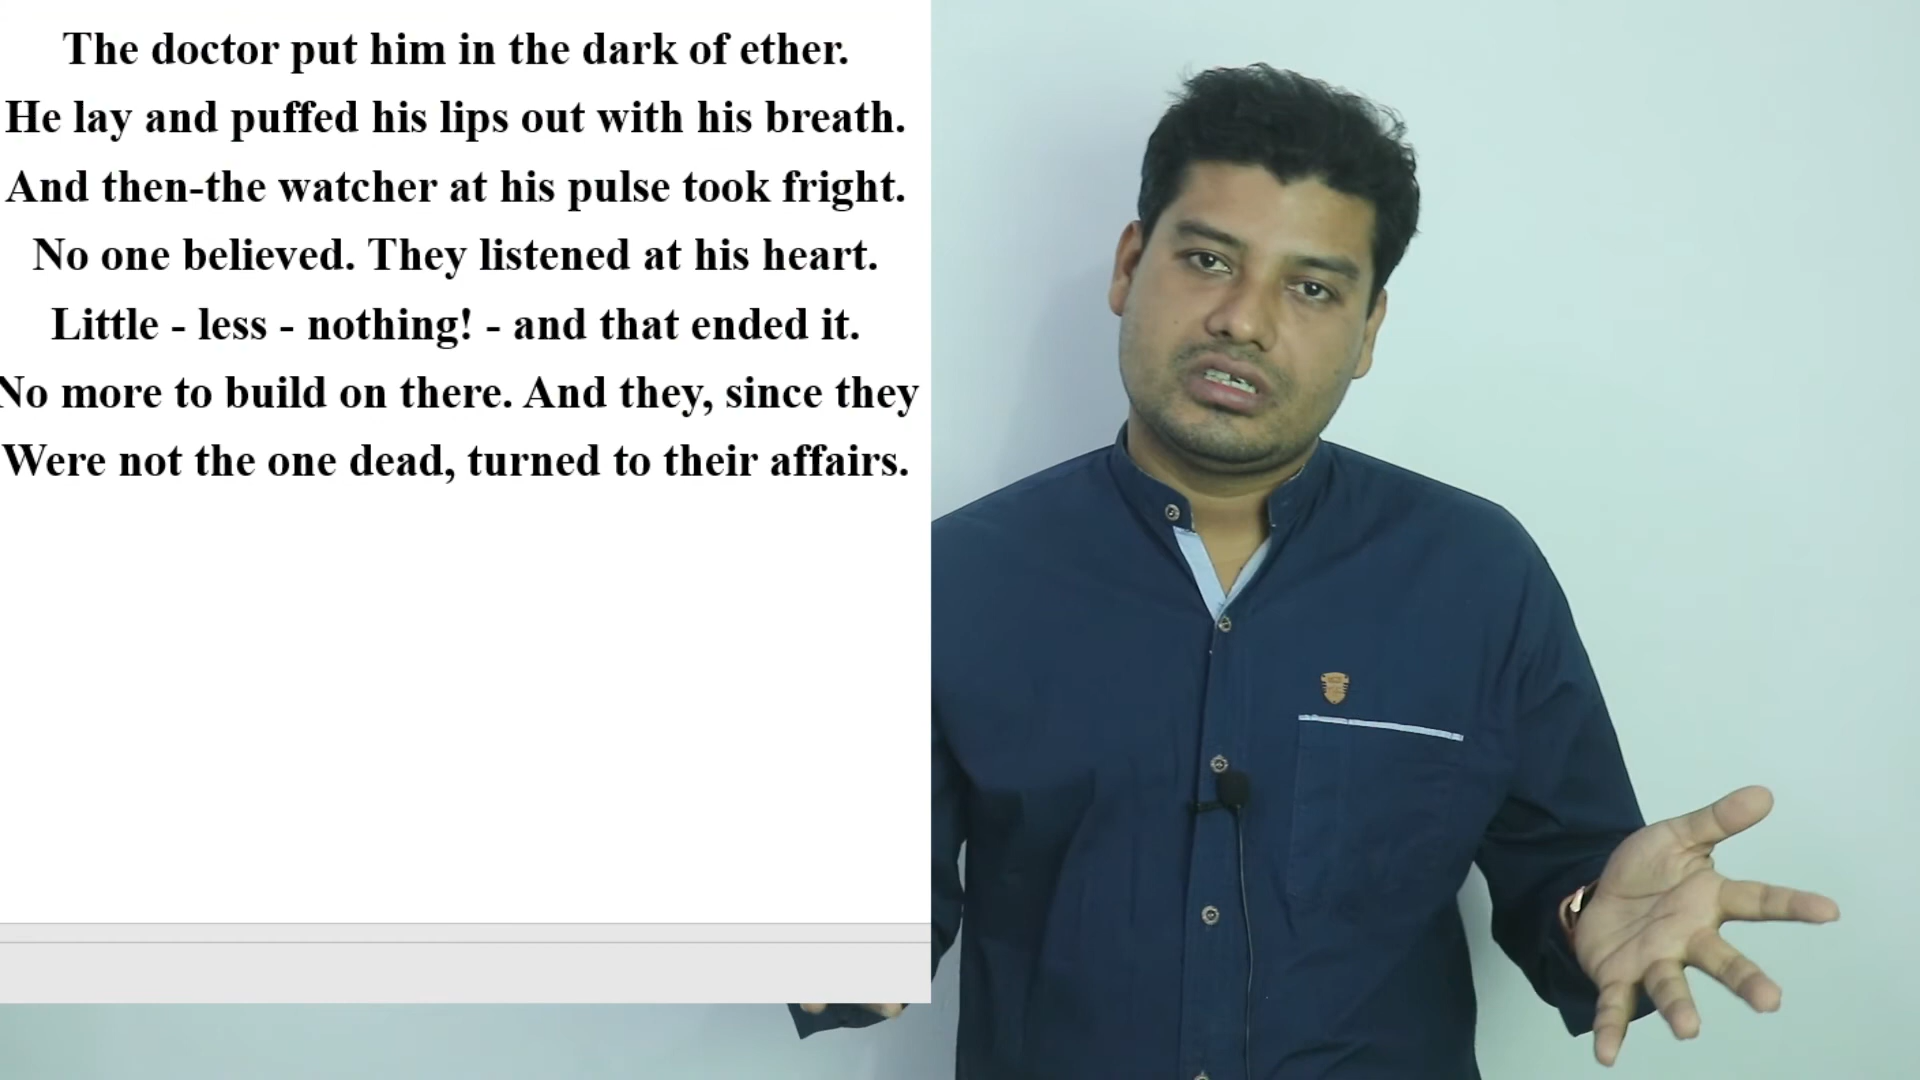 The doctor put him in the dark of ether.
He lay and puffed his lips out with his breath.
And then-the watcher at his pulse took fright.
No one believed. They listened at his heart.
Little - less - nothing! - and that ended it.
No more to build on there. And they, since they
Were not the one dead, turned to their affairs.